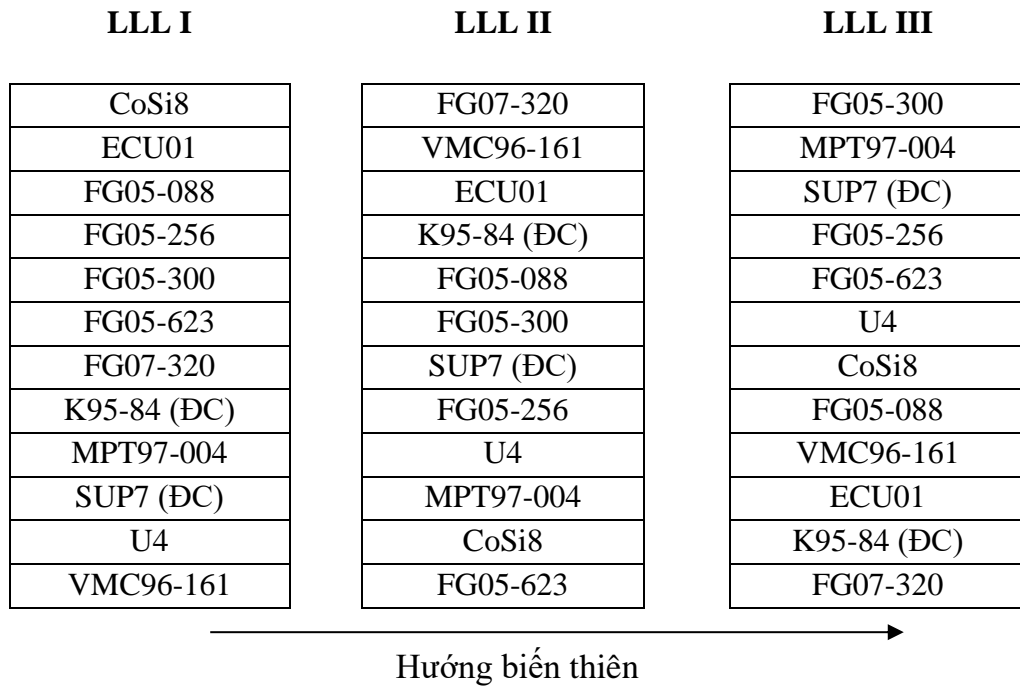 LLL I LLL II LLL III
CoSi8 FG07-320 FG05-300
ECU01 VMC96-161 MPT97-004
FG05-088 ECU01 SUP7 (ĐC)
FG05-256 K95-84 (ĐC) FG05-256
FG05-300 FG05-088 FG05-623
FG05-623 FG05-300 U4
FG07-320 SUP7 (ĐC) CoSi8
K95-84 (ĐC) FG05-256 FG05-088
MPT97-004 U4 VMC96-161
SUP7 (ĐC) MPT97-004 ECU01
U4 CoSi8 K95-84 (ĐC)
VMC96-161 FG05-623 FG07-320
Hướng biến thiên